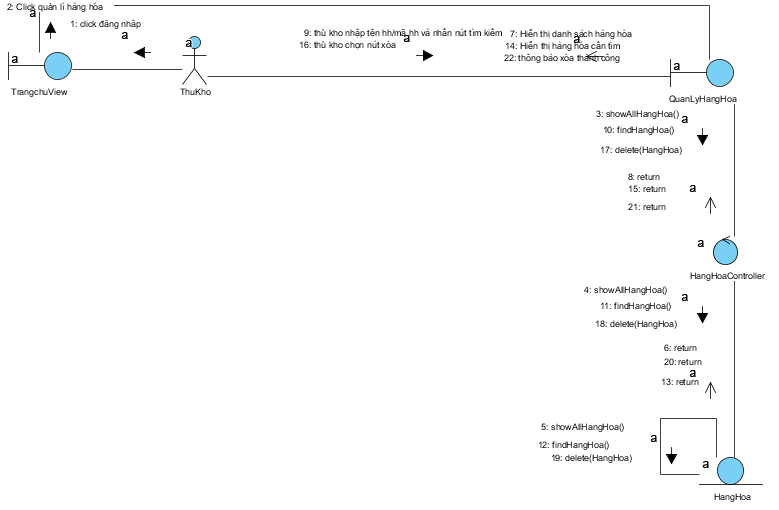 2: Click quản lí hàng hóa
a
1: click đăng nhập
a
a
TrangchuView
a
ThuKho
9: thủ kho nhập tên hh/mã hh và nhấn nút tìm kiếm
16: thủ kho chọn nút xóa
a
7: Hiển thị danh sách hàng hóa
14: Hiển thị hàng hóa cần tìm
22: thông báo xóa thành công
a
a
QuanLyHangHoa
3: showAllHangHoa()
a
10: findHangHoa()
17: delete(HangHoa)
8: return
15: return
a
21: return
a
HangHoaController
4: showAllHangHoa()
a
11: findHangHoa()
18: delete(HangHoa)
6: return
20: return
a
13: return
5: showAllHangHoa()
a
12: findHangHoa()
19: delete(HangHoa)
a
HangHoa